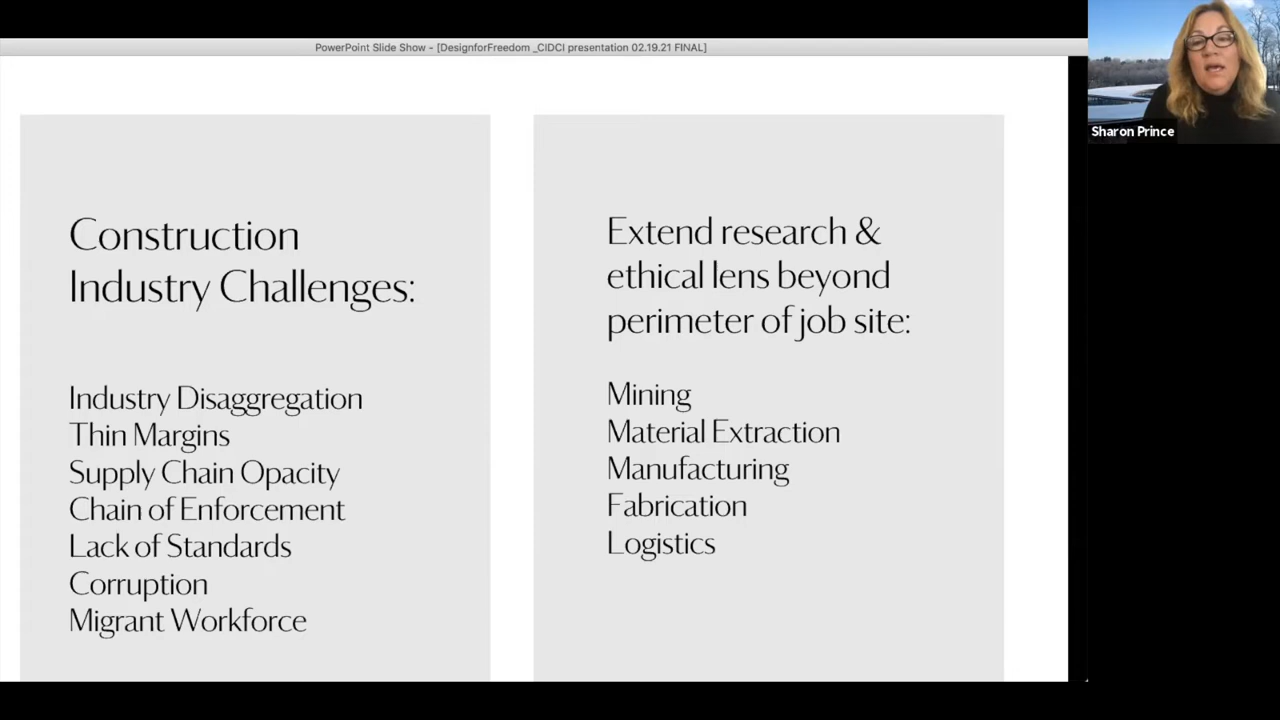 PowerPoint Slide Show - [DesignforFreedom _CIDCI presentation 02.19.21 FINAL]
Sharon Prince
Construction
Industry Challenges:
Industry Disaggregation
Thin Margins
Supply Chain Opacity
Chain of Enforcement
Lack of Standards
Corruption
Migrant Workforce
Extend research &
ethical lens beyond
perimeter of job site:
Mining
Material Extraction
Manufacturing
Fabrication
Logistics